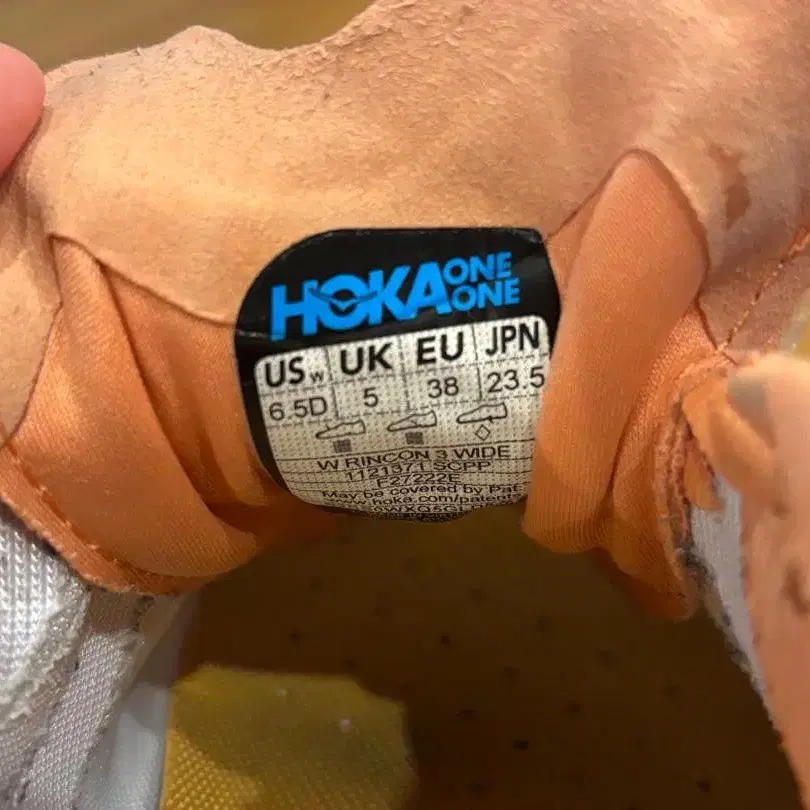 HOKA ONE ONE
US W UK EU JPN
6.5D 5 38 23.5
W RINCON 3 WIDE
1121371 SCPP
F27222E
May be covered by Pat
www.hoka.com/patents